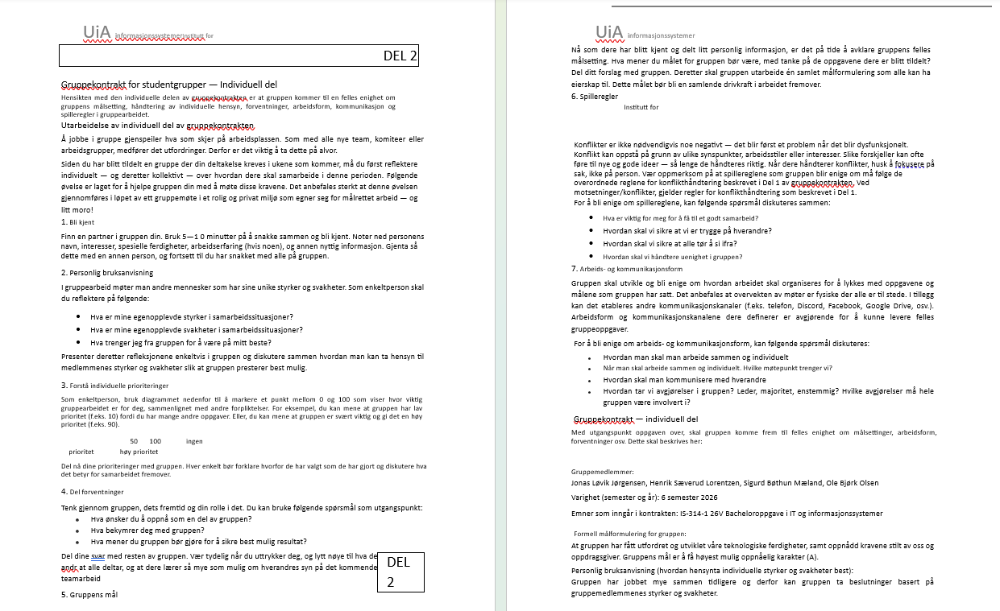 UiA informasjonssystemerInstitutt for
DEL 2
Gruppekontrakt for studentgrupper — Individuell del
Hensikten med den individuelle delen av gruppekontrakten er at gruppen kommer til en felles enighet om
gruppens målsetting, håndtering av individuelle hensyn, forventninger, arbeidsform, kommunikasjon og
spilleregler i gruppearbeidet.
Utarbeidelse av individuell del av gruppekontrakten
Å jobbe i gruppe gjenspeiler hva som skjer på arbeidsplassen. Som med alle nye team, komiteer eller
arbeidsgrupper, medfører det utfordringer. Derfor er det viktig å ta dette på alvor.
Siden du har blitt tildelt en gruppe der din deltakelse kreves i ukene som kommer, må du først reflektere
individuelt — og deretter kollektivt — over hvordan dere skal samarbeide i denne perioden. Følgende
øvelse er laget for å hjelpe gruppen din med å møte disse kravene. Det anbefales sterkt at denne øvelsen
gjennomføres i løpet av ett gruppemøte i et rolig og privat miljø som egner seg for målrettet arbeid — og
litt moro!
1. Bli kjent
Finn en partner i gruppen din. Bruk 5—1 0 minutter på å snakke sammen og bli kjent. Noter ned personens
navn, interesser, spesielle ferdigheter, arbeidserfaring (hvis noen), og annen nyttig informasjon. Gjenta så
dette med en annen person, og fortsett til du har snakket med alle på gruppen.
2. Personlig bruksanvisning
I gruppearbeid møter man andre mennesker som har sine unike styrker og svakheter. Som enkeltperson skal
du reflektere på følgende:
• Hva er mine egenopplevde styrker i samarbeidssituasjoner?
• Hva er mine egenopplevde svakheter i samarbeidssituasjoner?
• Hva trenger jeg fra gruppen for å være på mitt beste?
Presenter deretter refleksjonene enkeltvis i gruppen og diskutere sammen hvordan man kan ta hensyn til
medlemmenes styrker og svakheter slik at gruppen presterer best mulig.
3. Forstå individuelle prioriteringer
Som enkeltperson, bruk diagrammet nedenfor til å markere et punkt mellom 0 og 100 som viser hvor viktig
gruppearbeidet er for deg, sammenlignet med andre forpliktelser. For eksempel, du kan mene at gruppen har lav
prioritet (f.eks. 10) fordi du har mange andre oppgaver. Eller, du kan mene at gruppen er svært viktig og gi det en høy
prioritet (f.eks. 90).
50 100 ingen
prioritet høy prioritet
Del nå dine prioriteringer med gruppen. Hver enkelt bør forklare hvorfor de har valgt som de har gjort og diskutere hva
det betyr for samarbeidet fremover.
4. Del forventninger
Tenk gjennom gruppen, dets fremtid og din rolle i det. Du kan bruke følgende spørsmål som utgangspunkt:
• Hva ønsker du å oppnå som en del av gruppen?
• Hva bekymrer deg med gruppen?
• Hva mener du gruppen bør gjøre for å sikre best mulig resultat?
Del dine svar med resten av gruppen. Vær tydelig når du uttrykker deg, og lytt nøye til hva de
andr at alle deltar, og at dere lærer så mye som mulig om hverandres syn på det kommende
teamarbeid
DEL
2
5. Gruppens mål
UiA informasjonssystemer
Nå som dere har blitt kjent og delt litt personlig informasjon, er det på tide å avklare gruppens felles
målsetting. Hva mener du målet for gruppen bør være, med tanke på de oppgavene dere er blitt tildelt?
Del ditt forslag med gruppen. Deretter skal gruppen utarbeide én samlet målformulering som alle kan ha
eierskap til. Dette målet bør bli en samlende drivkraft i arbeidet fremover.
6. Spilleregler
Institutt for
Konflikter er ikke nødvendigvis noe negativt — det blir først et problem når det blir dysfunksjonelt.
Konflikt kan oppstå på grunn av ulike synspunkter, arbeidsstiler eller interesser. Slike forskjeller kan ofte
føre til nye og gode ideer — så lenge de håndteres riktig. Når dere håndterer konflikter, husk å fokusere på
sak, ikke på person. Vær oppmerksom på at spillereglene som gruppen blir enige om må følge de
overordnede reglene for konflikthåndtering beskrevet i Del 1 av gruppekontrakten. Ved
motsetninger/konflikter, gjelder regler for konflikthåndtering som beskrevet i Del 1.
For å bli enige om spillereglene, kan følgende spørsmål diskuteres sammen:
• Hva er viktig for meg for å få til et godt samarbeid?
• Hvordan skal vi sikre at vi er trygge på hverandre?
• Hvordan skal vi sikre at alle tør å si ifra?
• Hvordan skal vi håndtere uenighet i gruppen?
7. Arbeids- og kommunikasjonsform
Gruppen skal utvikle og bli enige om hvordan arbeidet skal organiseres for å lykkes med oppgavene og
målene som gruppen har satt. Det anbefales at overvekten av møter er fysiske der alle er til stede. I tillegg
kan det etableres andre kommunikasjonskanaler (f.eks. telefon, Discord, Facebook, Google Drive, osv.).
Arbeidsform og kommunikasjonskanalene dere definerer er avgjørende for å kunne levere felles
gruppeoppgaver.
For å bli enige om arbeids- og kommunikasjonsform, kan følgende spørsmål diskuteres:
• Hvordan man skal man arbeide sammen og individuelt
• Når man skal arbeide sammen og individuelt. Hvilke møtepunkt trenger vi?
• Hvordan skal man kommunisere med hverandre
• Hvordan tar vi avgjørelser i gruppen? Leder, majoritet, enstemmig? Hvilke avgjørelser må hele
gruppen være involvert i?
Gruppekontrakt — individuell del
Med utgangspunkt oppgaven over, skal gruppen komme frem til felles enighet om målsettinger, arbeidsform,
forventninger osv. Dette skal beskrives her:
Gruppemedlemmer:
Jonas Løvik Jørgensen, Henrik Sæverud Lorentzen, Sigurd Bøthun Mæland, Ole Bjørk Olsen
Varighet (semester og år): 6 semester 2026
Emner som inngår i kontrakten: IS-314-1 26V Bacheloroppgave i IT og informasjonssystemer
Formell målformulering for gruppen:
At gruppen har fått utfordret og utviklet våre teknologiske ferdigheter, samt oppnådd kravene stilt av oss og
oppdragsgiver. Gruppens mål er å få høyest mulig oppnåelig karakter (A).
Personlig bruksanvisning (hvordan hensynta individuelle styrker og svakheter best):
Gruppen har jobbet mye sammen tidligere og derfor kan gruppen ta beslutninger basert på
gruppemedlemmenes styrker og svakheter.